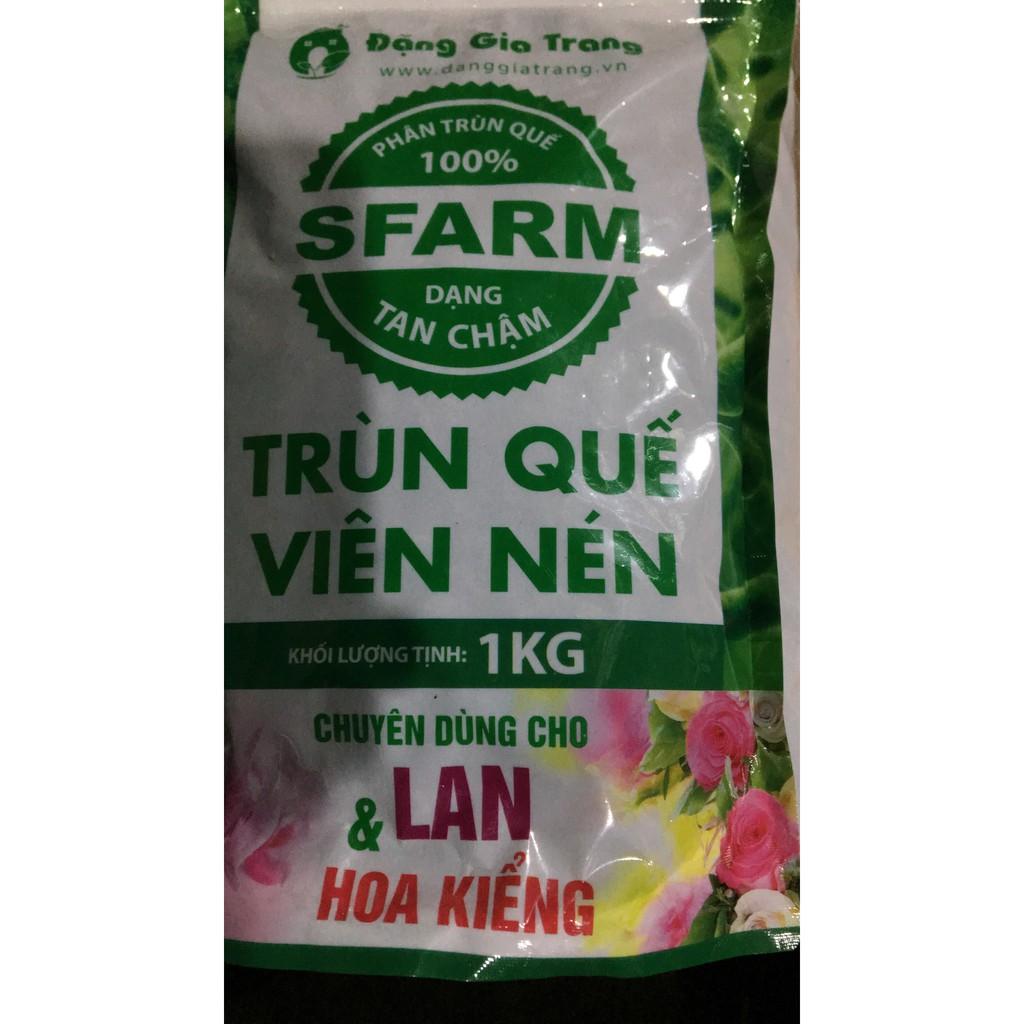 Đặng Gia Trang
www.danggiatrang.vn
PHÂN TRÙN QUẾ
100%
SFARM
DẠNG
TAN CHẬM
TRÙN QUẾ
VIÊN NÉN
KHỐI LƯỢNG TỊNH: 1KG
CHUYÊN DÙNG CHO
& LAN
HOA KIỂNG